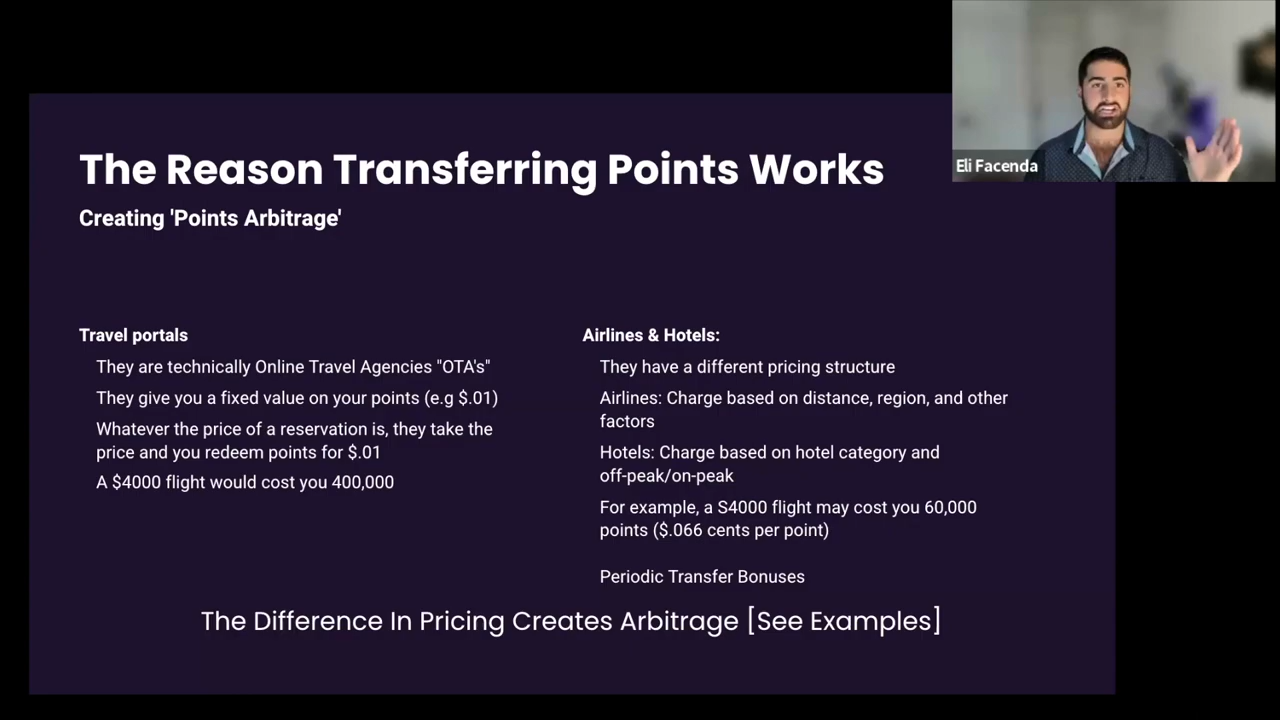 The Reason Transferring Points Works
Creating 'Points Arbitrage'
Eli Facenda
Travel portals
They are technically Online Travel Agencies "OTA's"
They give you a fixed value on your points (e.g $.01)
Whatever the price of a reservation is, they take the
price and you redeem points for $.01
A $4000 flight would cost you 400,000
Airlines & Hotels:
They have a different pricing structure
Airlines: Charge based on distance, region, and other
factors
Hotels: Charge based on hotel category and
off-peak/on-peak
For example, a S4000 flight may cost you 60,000
points ($.066 cents per point)
Periodic Transfer Bonuses
The Difference In Pricing Creates Arbitrage [See Examples]